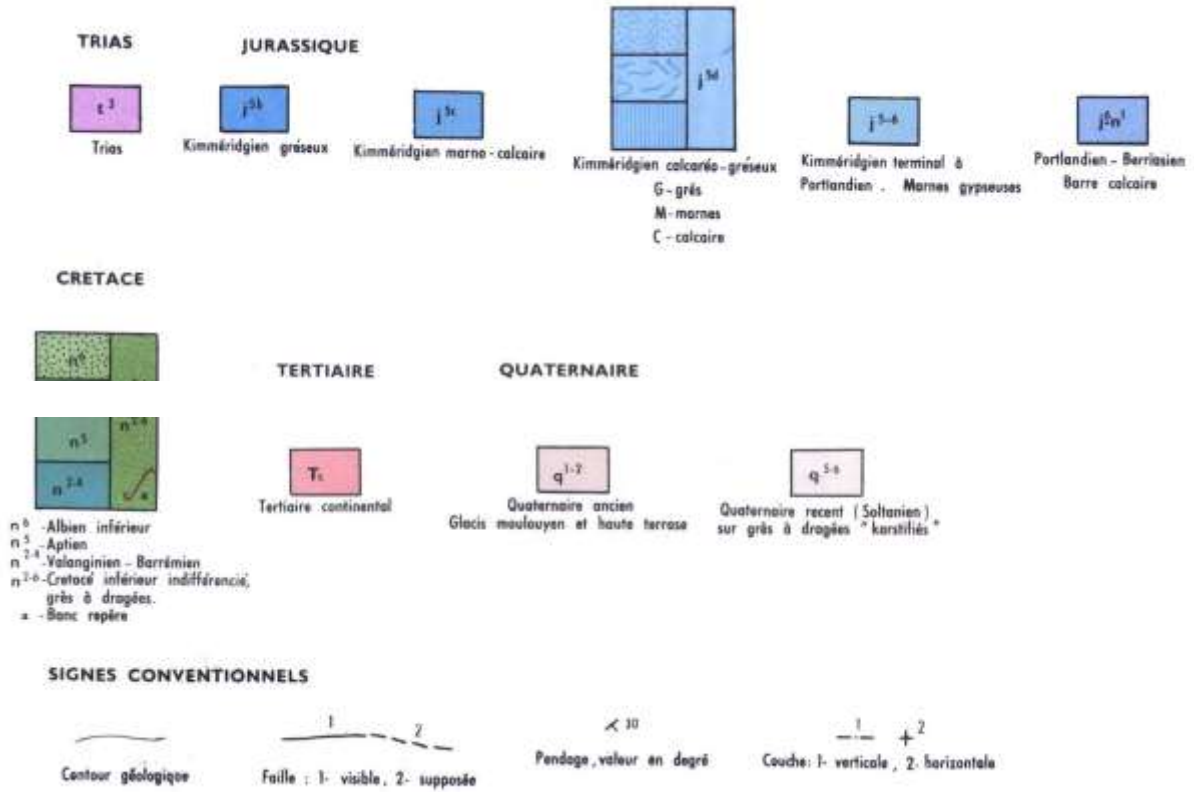 TRIAS
JURASSIQUE
t³
Trias
j⁵ᵇ
Kimméridgien gréseux
j⁵ᶜ
Kimméridgien marno-calcaire
j⁵ᵈ
Kimméridgien calcaréo-gréseux
G-grés
M-marnes
C-calcaire
j⁵⁻⁶
Kimméridgien terminal à
Portlandien. Marnes gypseuses
Portlandien-Berriasien
Barre calcaire
CRETACE
n⁶
n²⁻⁶
n⁵
n²⁻⁴
n⁶ -Albien inférieur
n⁵ -Aptien
n²⁻⁴-Valanginien-Barrémien
n²⁻⁶-Cretacé inférieur indifférencié,
grès à dragées.
-Banc repère
TERTIAIRE
Tertiaire continental
QUATERNAIRE
q¹⁻²
Quaternaire ancien
Glacis moulouyen et haute terrase
q⁵⁻⁶
Quaternaire recent (Soltanien)
sur grès à dragées "karstifiés"
SIGNES CONVENTIONNELS
Contour géologique
1 2
Faille : 1- visible, 2- supposée
30
Pendage, valeur en degré
1 2
Couche: 1- verticale, 2- horizontale